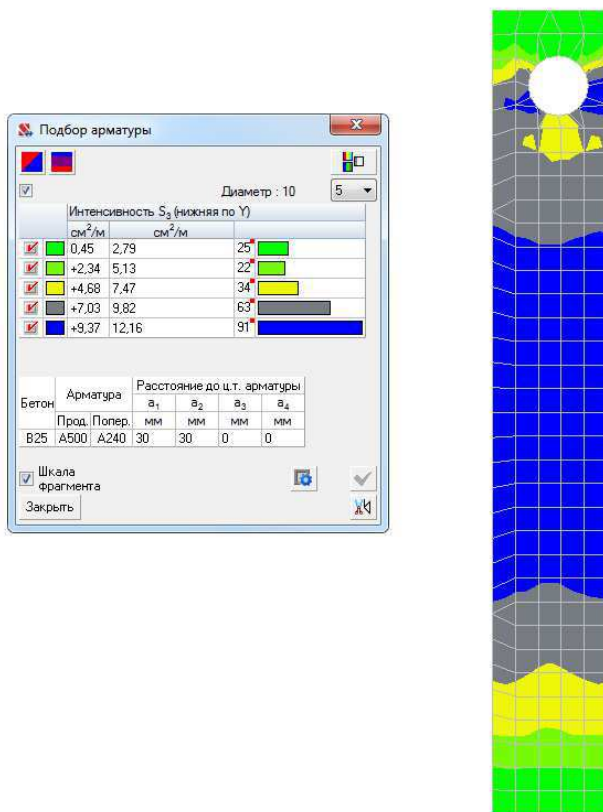 Подбор арматуры
Диаметр : 10
5
Интенсивность S3 (нижняя по Y)
см2/м см2/м
0,45 2,79 25
+2,34 5,13 22
+4,68 7,47 34
+7,03 9,82 63
+9,37 12,16 91
Бетон Арматура Расстояние до ц.т. арматуры
Прод. Попер. a1 a2 a3 a4
мм мм мм мм
B25 A500 A240 30 30 0 0
Шкала
фрагмента
Закрыть